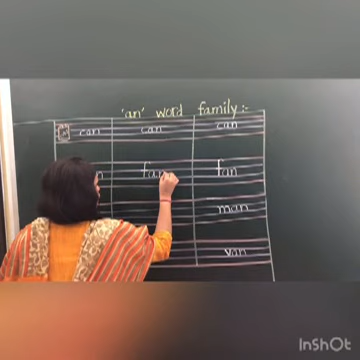 'an' word family :-
can can can
fan fan
man
van
InShOt